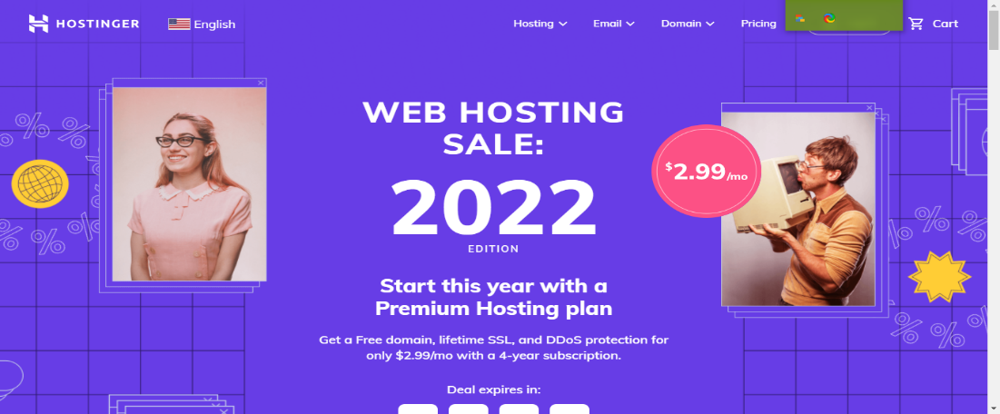 HOSTINGER
English
Hosting
Email
Domain
Pricing
Cart
WEB HOSTING
SALE:
2022
EDITION
$2.99/mo
Start this year with a
Premium Hosting plan
Get a Free domain, lifetime SSL, and DDoS protection for
only $2.99/mo with a 4-year subscription.
Deal expires in: